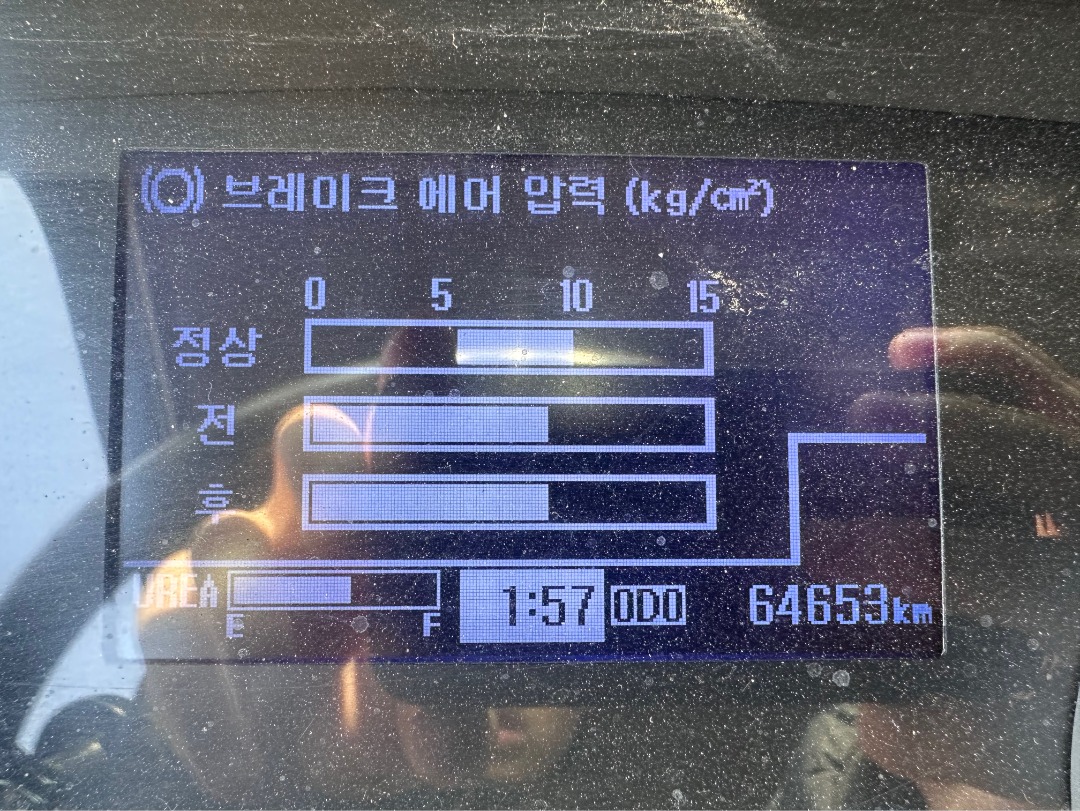 브레이크 에어 압력 (kg/cm²)
0 5 10 15
정상
전
후
UREA E F 1:57 ODO 64653km